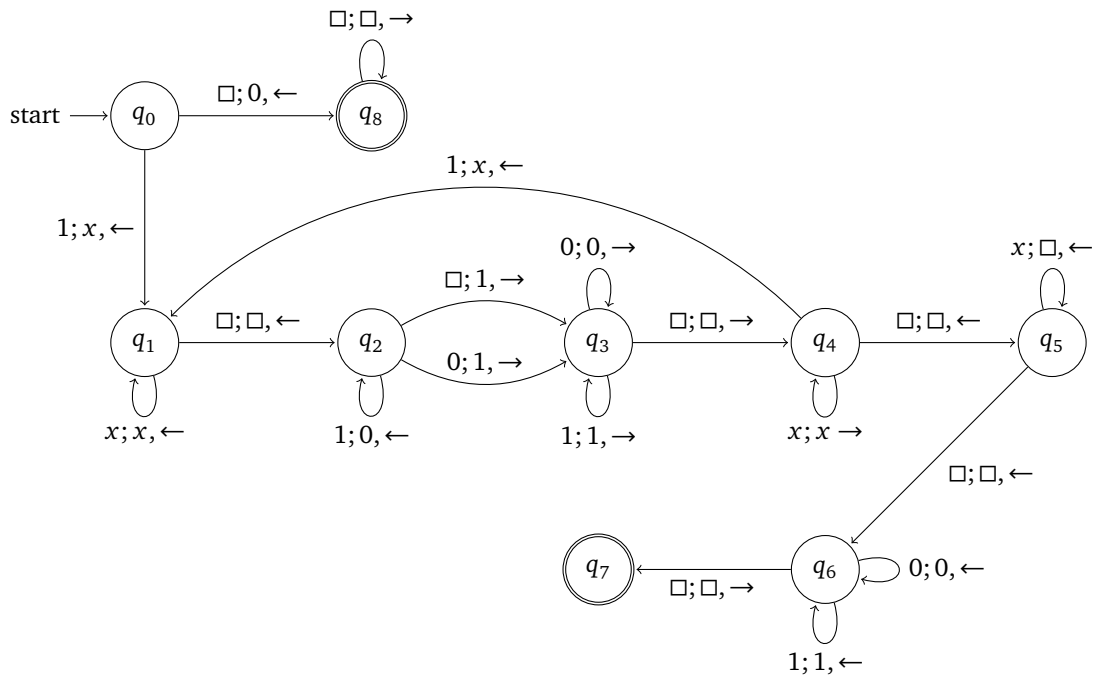 □; □, →
start q₀ □; 0, ← q₈
1; x, ←
1; x, ←
0; 0, → x; □, ←
□; 1, →
q₁ □; □, ← q₂ q₃ □; □, → q₄ □; □, ← q₅
0; 1, →
x; x, ← 1; 0, ← 1; 1, → x; x →
□; □, ←
q₇ □; □, → q₆ 0; 0, ←
1; 1, ←